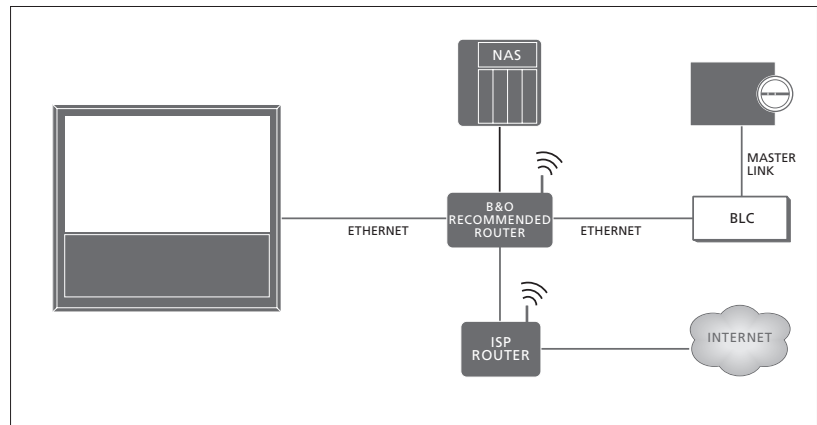 NAS
MASTER
LINK
B&O
RECOMMENDED
ROUTER
ETHERNET
ETHERNET
BLC
ISP
ROUTER
INTERNET